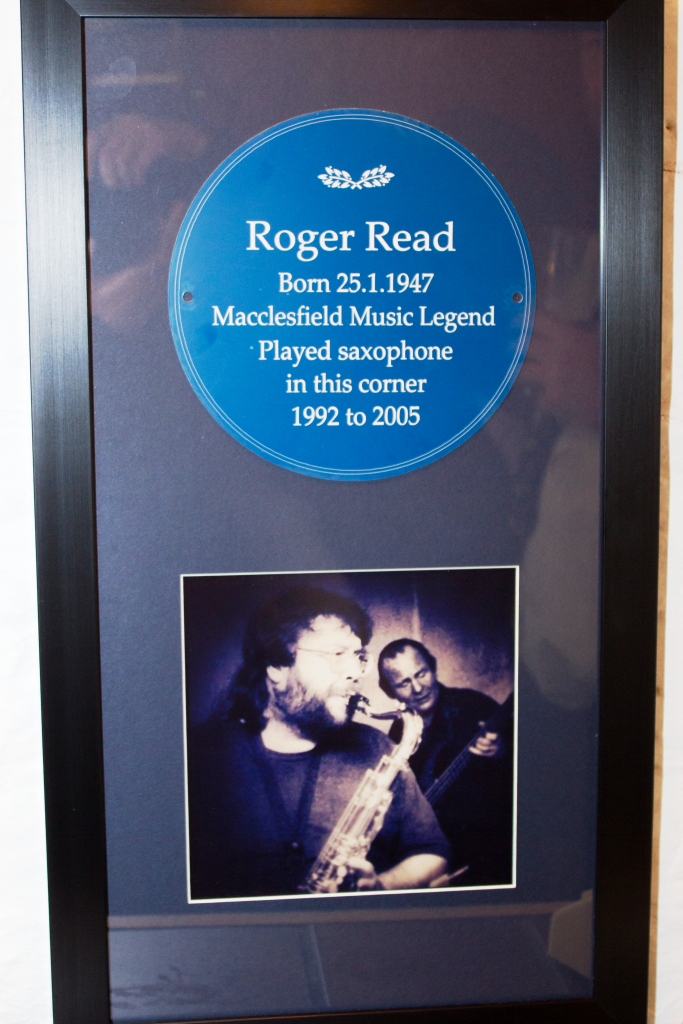 Roger Read
Born 25.1.1947
Macclesfield Music Legend
Played saxophone
in this corner
1992 to 2005